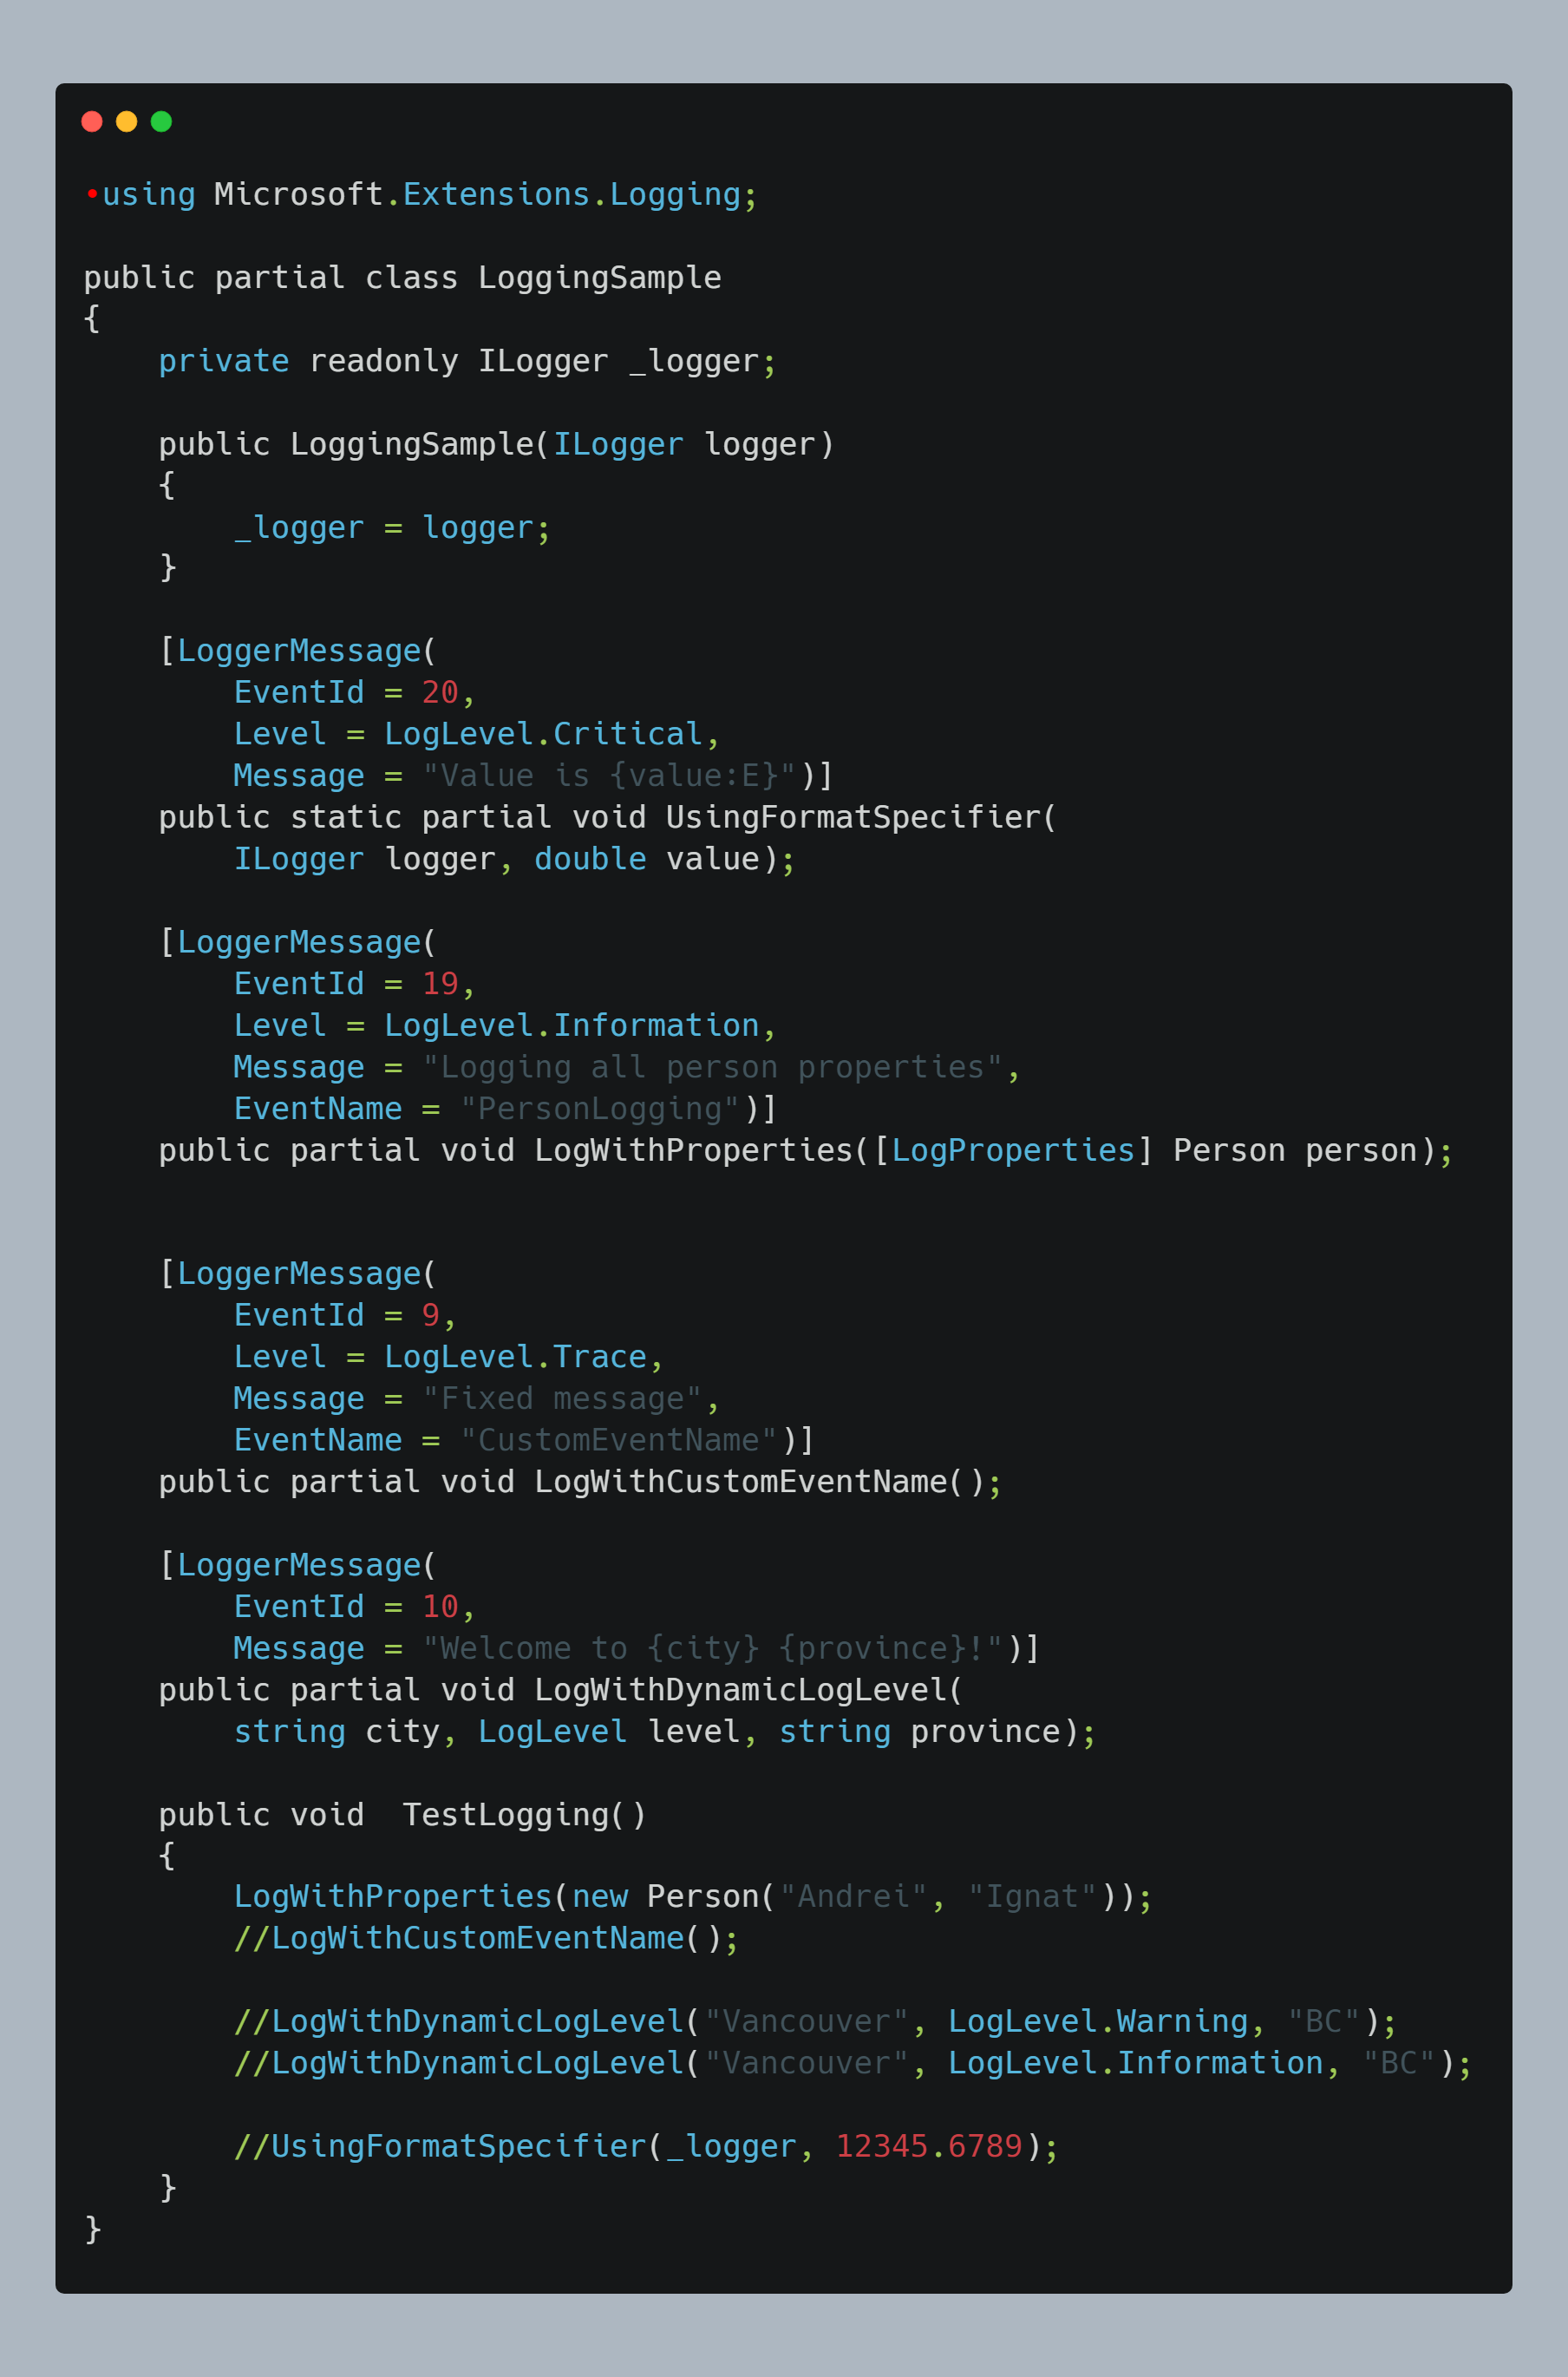 •using Microsoft.Extensions.Logging;

public partial class LoggingSample
{
    private readonly ILogger _logger;

    public LoggingSample(ILogger logger)
    {
        _logger = logger;
    }

    [LoggerMessage(
        EventId = 20,
        Level = LogLevel.Critical,
        Message = "Value is {value:E}")]
    public static partial void UsingFormatSpecifier(
        ILogger logger, double value);

    [LoggerMessage(
        EventId = 19,
        Level = LogLevel.Information,
        Message = "Logging all person properties",
        EventName = "PersonLogging")]
    public partial void LogWithProperties([LogProperties] Person person);


    [LoggerMessage(
        EventId = 9,
        Level = LogLevel.Trace,
        Message = "Fixed message",
        EventName = "CustomEventName")]
    public partial void LogWithCustomEventName();

    [LoggerMessage(
        EventId = 10,
        Message = "Welcome to {city} {province}!")]
    public partial void LogWithDynamicLogLevel(
        string city, LogLevel level, string province);

    public void  TestLogging()
    {
        LogWithProperties(new Person("Andrei", "Ignat"));
        //LogWithCustomEventName();

        //LogWithDynamicLogLevel("Vancouver", LogLevel.Warning, "BC");
        //LogWithDynamicLogLevel("Vancouver", LogLevel.Information, "BC");

        //UsingFormatSpecifier(_logger, 12345.6789);
    }
}